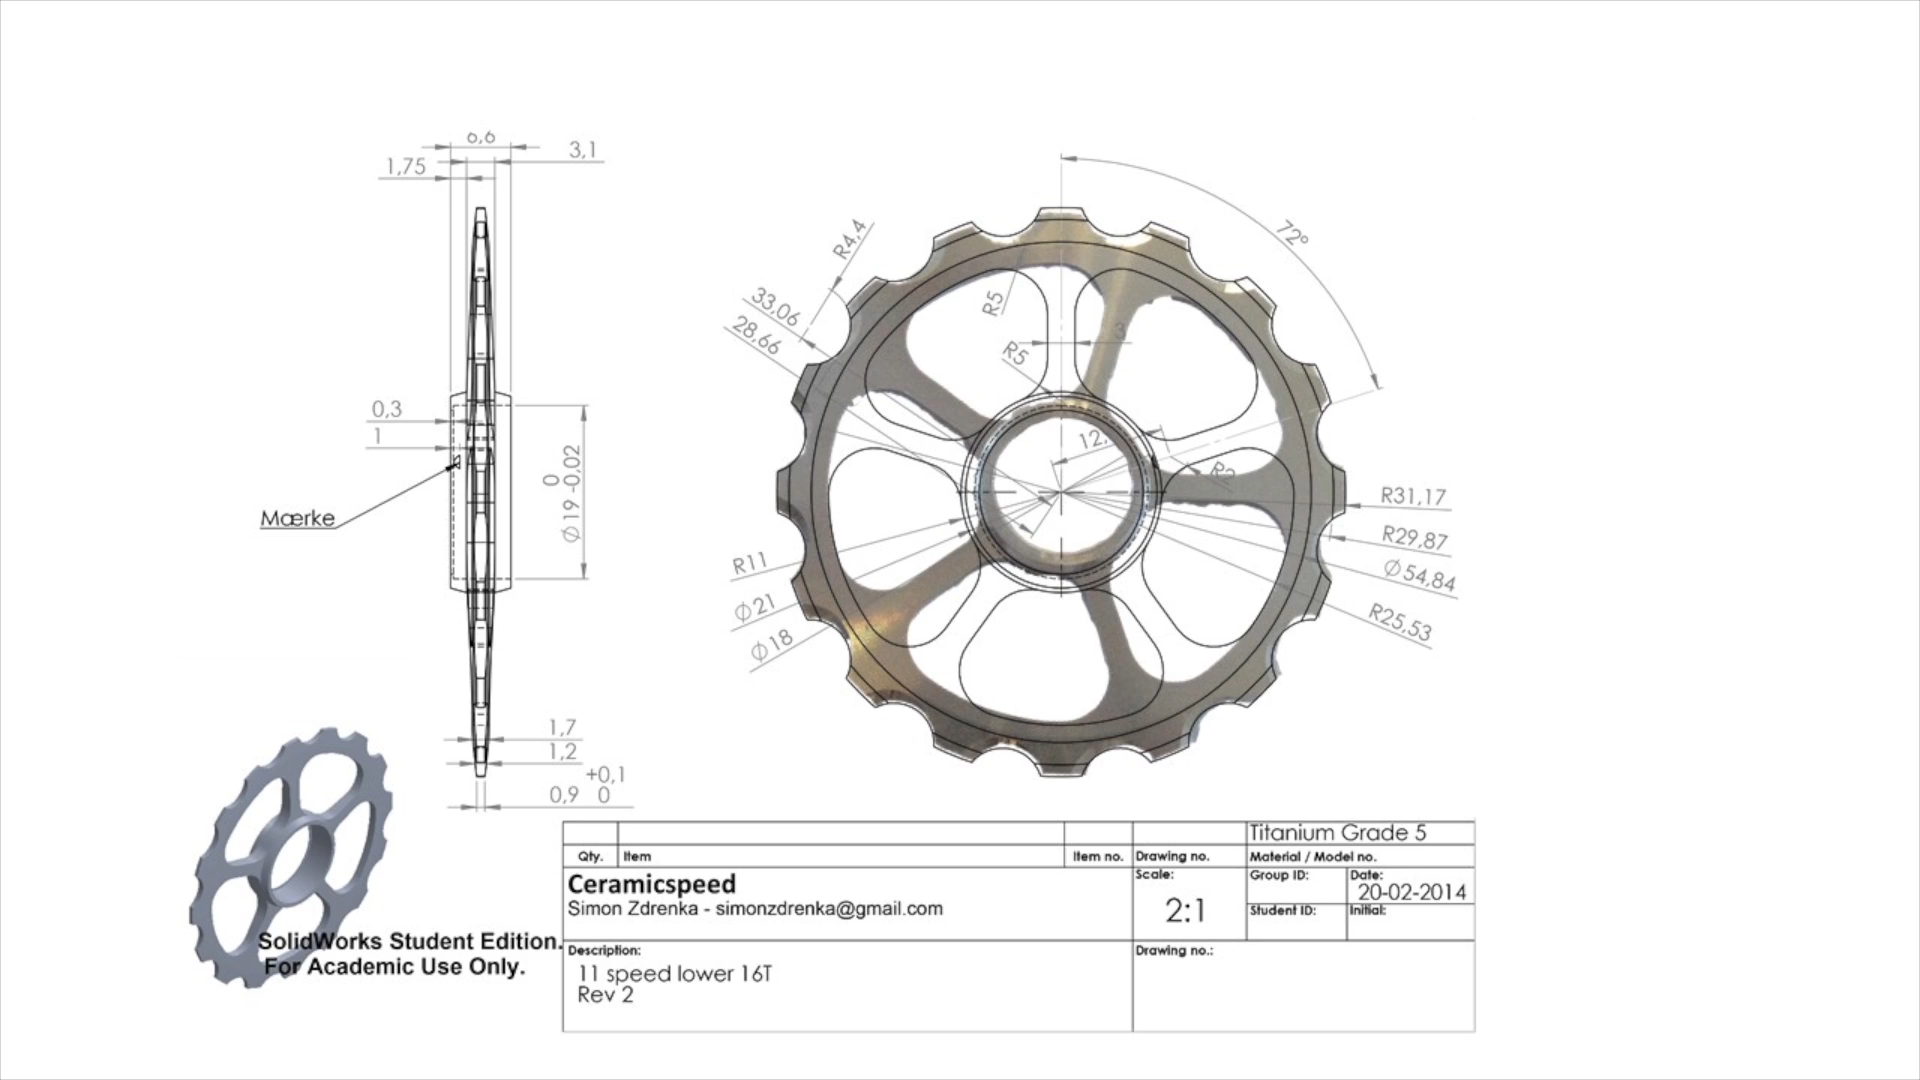 6,6
3,1
1,75
0,3
1
Mærke
0
Ø19 -0,02
1,7
1,2
+0,1
0,9 0
72°
R4,4
33,06
28,66
R5
R5
3
R2
R31,17
R29,87
Ø54,84
R25,53
R11
Ø21
Ø18
SolidWorks Student Edition.
For Academic Use Only.
Titanium Grade 5
Qty. Item Item no. Drawing no. Material / Model no.
Ceramicspeed
Simon Zdrenka - simonzdrenka@gmail.com
Scale:
2:1
Group ID:
Date:
20-02-2014
Student ID:
Initial:
Description:
11 speed lower 16T
Rev 2
Drawing no.: